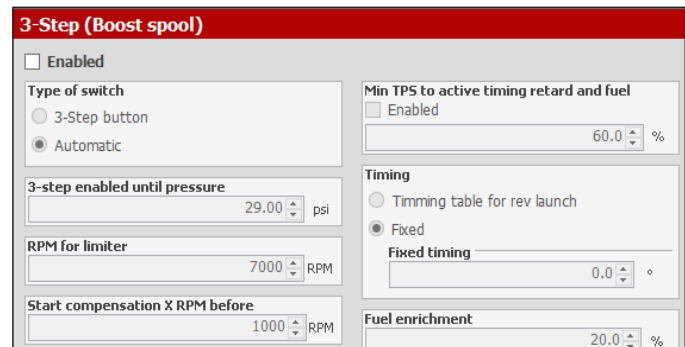 3-Step (Boost spool)
Enabled
Type of switch
3-Step button
Automatic
3-step enabled until pressure
29.00 psi
RPM for limiter
7000 RPM
Start compensation X RPM before
1000 RPM
Min TPS to active timing retard and fuel
Enabled
60.0 %
Timing
Timming table for rev launch
Fixed
Fixed timing
0.0 °
Fuel enrichment
20.0 %